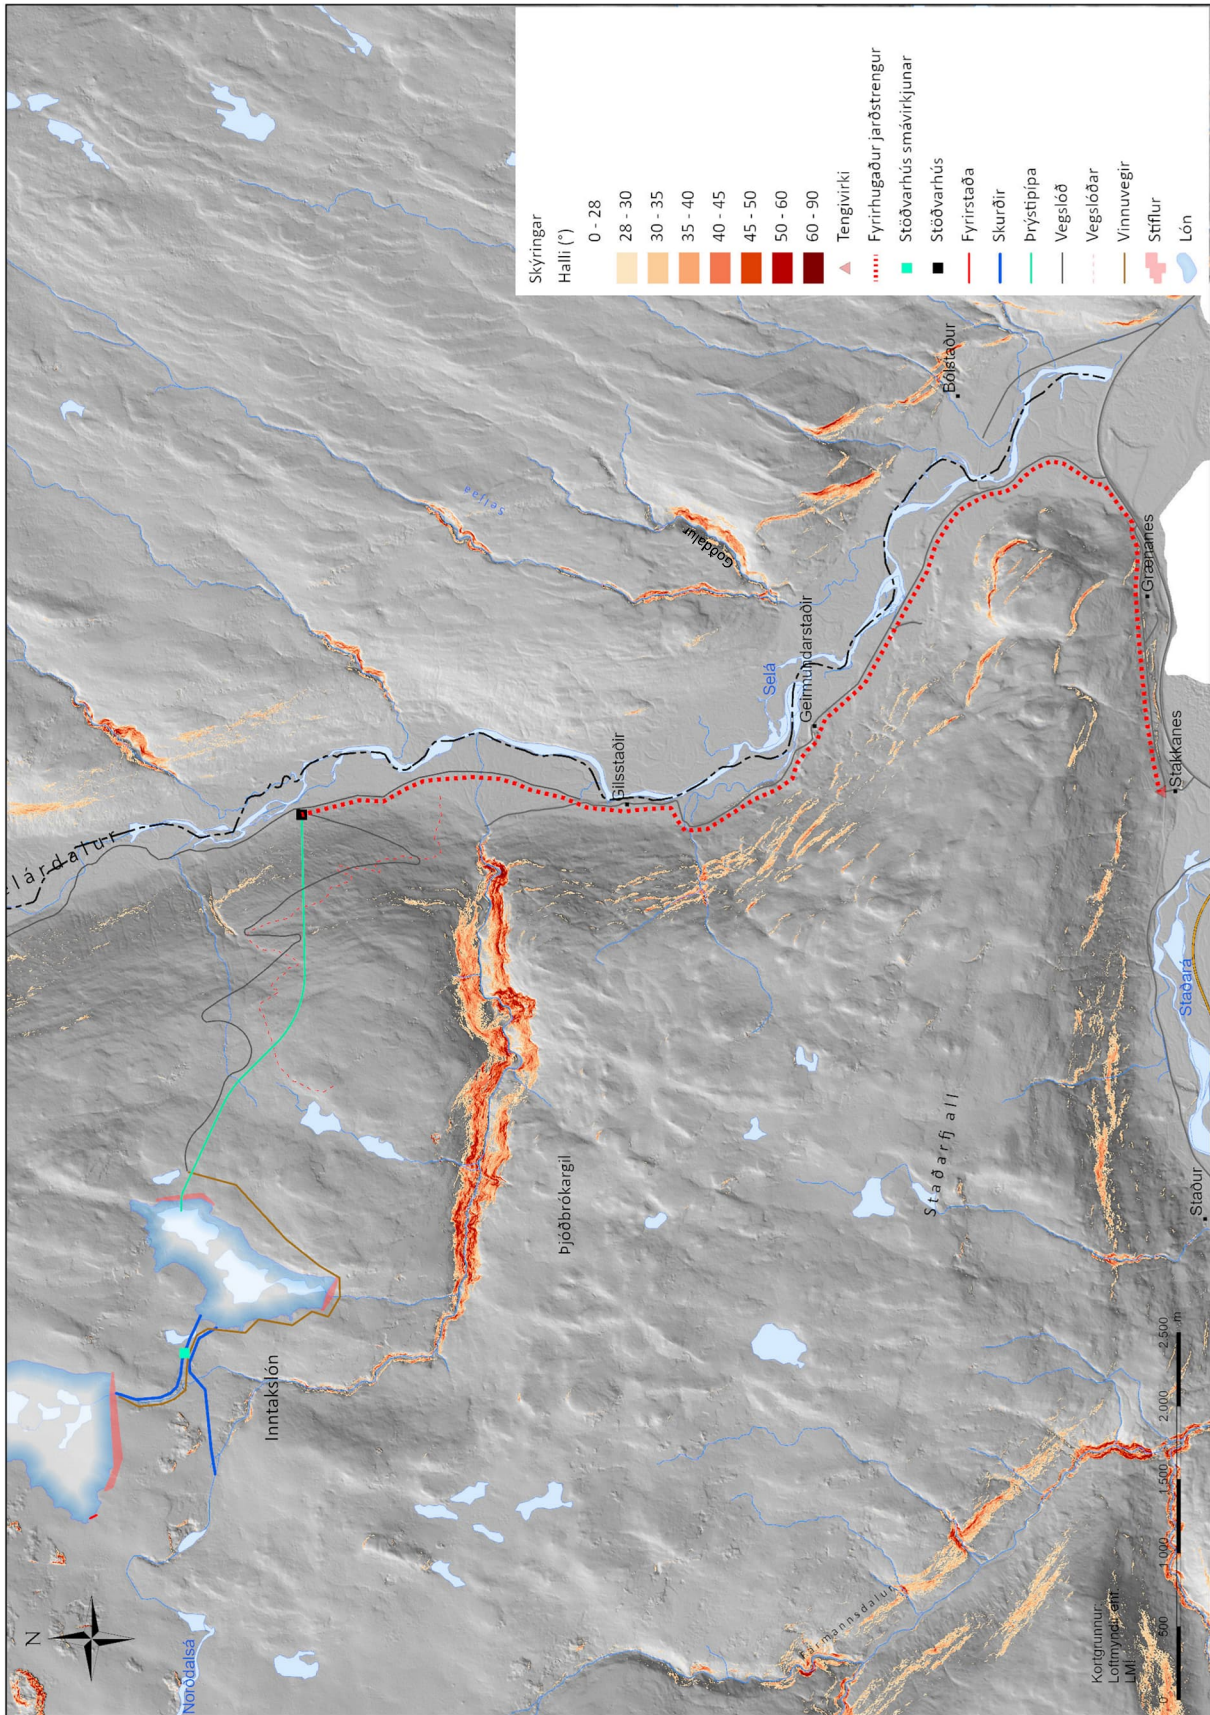 Skýringar
Halli (°)
0 - 28
28 - 30
30 - 35
35 - 40
40 - 45
45 - 50
50 - 60
60 - 90
Tengivirki
Fyrirhugaður jarðstrengur
Stöðvarhús smávirkjunar
Stöðvarhús
Fyrirstaða
Skurðir
Þrýstipípa
Vegslóð
Vegslóðar
Vinnuvegir
Stíflur
Lón
N
Norðdalsá
Inntakslón
lárdalur
Þjóðbrókargil
Gilsstaðir
Selá
Geirmundarstaðir
Goðdalur
Seljaá
Bólstaður
Grænanes
Stakkanes
Staðará
Staðarfjall
Staður
Kortgrunnur:
Loftmyndir ehf.
LMÍ
0 500 1.000 1.500 2.000 2.500
m